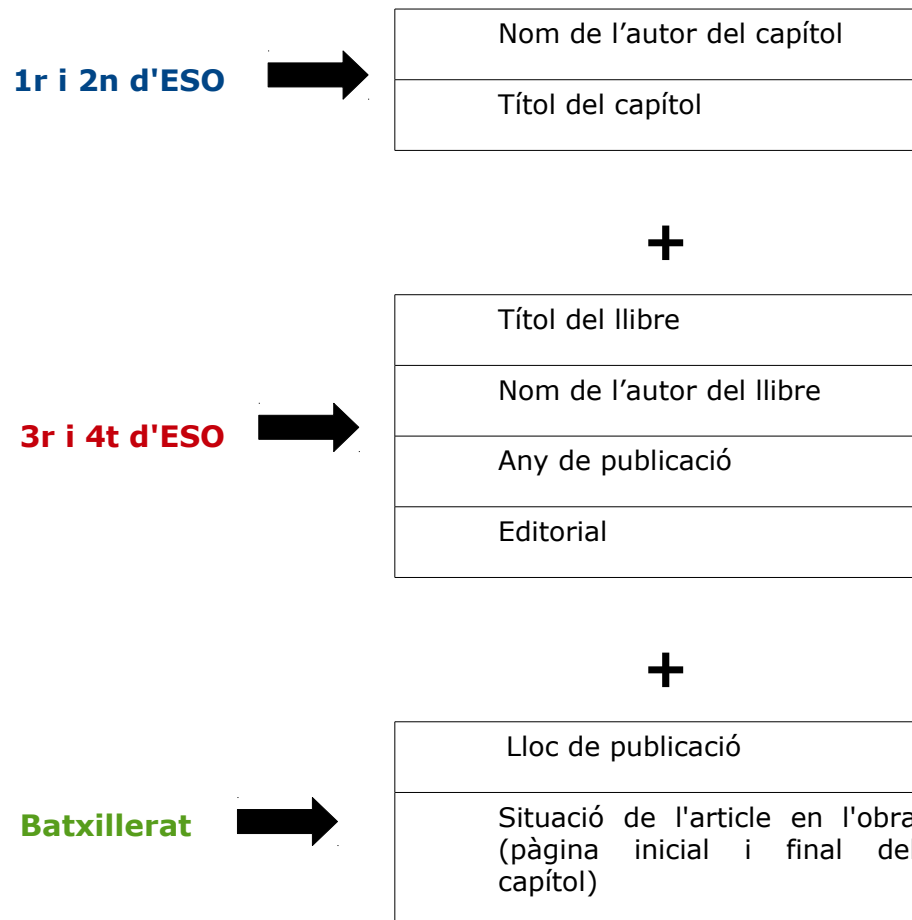 Nom de l’autor del capítol
1r i 2n d'ESO
Títol del capítol
+
Títol del llibre
Nom de l’autor del llibre
3r i 4t d'ESO
Any de publicació
Editorial
+
Lloc de publicació
Batxillerat
Situació de l'article en l'obra
(pàgina inicial i final del
capítol)